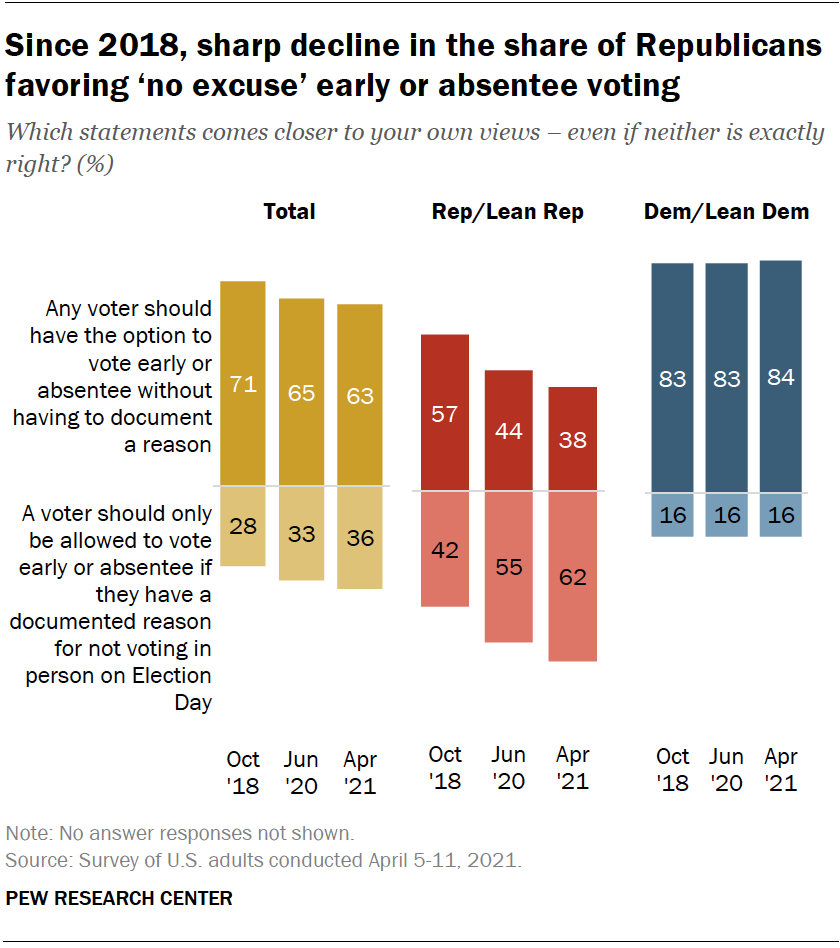 Since 2018, sharp decline in the share of Republicans
favoring ‘no excuse’ early or absentee voting
Which statements comes closer to your own views – even if neither is exactly
right? (%)
Total
Rep/Lean Rep
Dem/Lean Dem
Any voter should
have the option to
vote early or
absentee without
having to document
a reason
71
65
63
57
44
38
83
83
84
A voter should only
be allowed to vote
early or absentee if
they have a
documented reason
for not voting in
person on Election
Day
28
33
36
42
55
62
16
16
16
Oct
'18
Jun
'20
Apr
'21
Oct
'18
Jun
'20
Apr
'21
Oct
'18
Jun
'20
Apr
'21
Note: No answer responses not shown.
Source: Survey of U.S. adults conducted April 5-11, 2021.
PEW RESEARCH CENTER